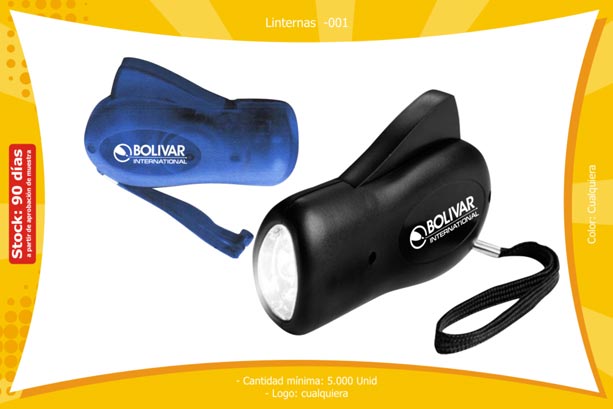 Linternas -001
Stock: 90 días
a partir de aprobación de muestra
BOLIVAR
INTERNATIONAL
BOLIVAR
INTERNATIONAL
Color: Cualquiera
- Cantidad mínima: 5.000 Unid
- Logo: cualquiera